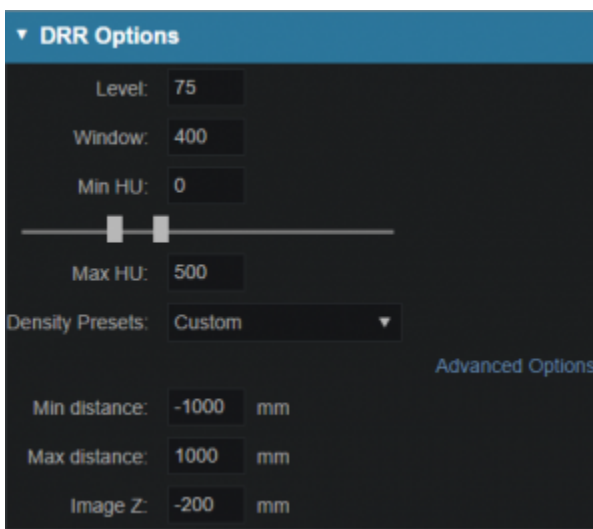 DRR Options
Level: 75
Window: 400
Min HU: 0
Max HU: 500
Density Presets: Custom
Advanced Options
Min distance: -1000 mm
Max distance: 1000 mm
Image Z: -200 mm